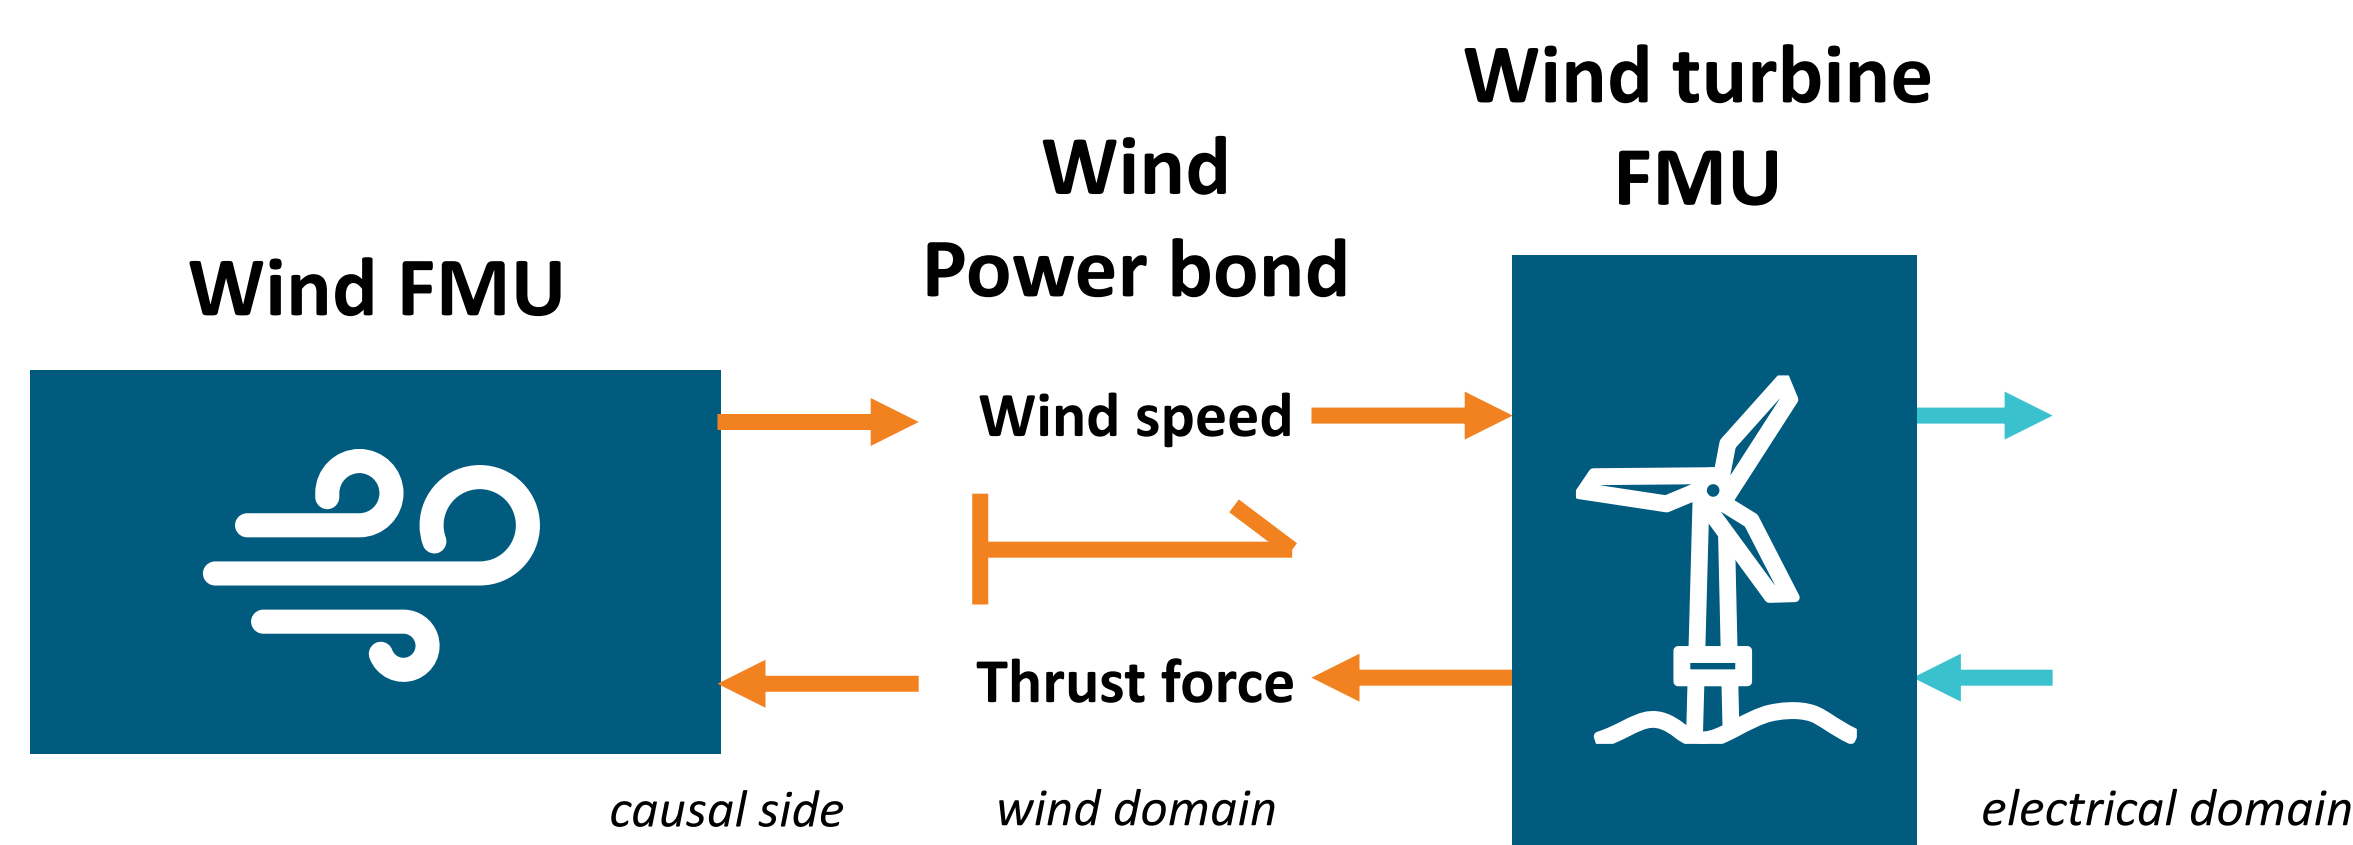 Wind FMU
Wind
Power bond
Wind turbine
FMU
Wind speed
Thrust force
causal side
wind domain
electrical domain